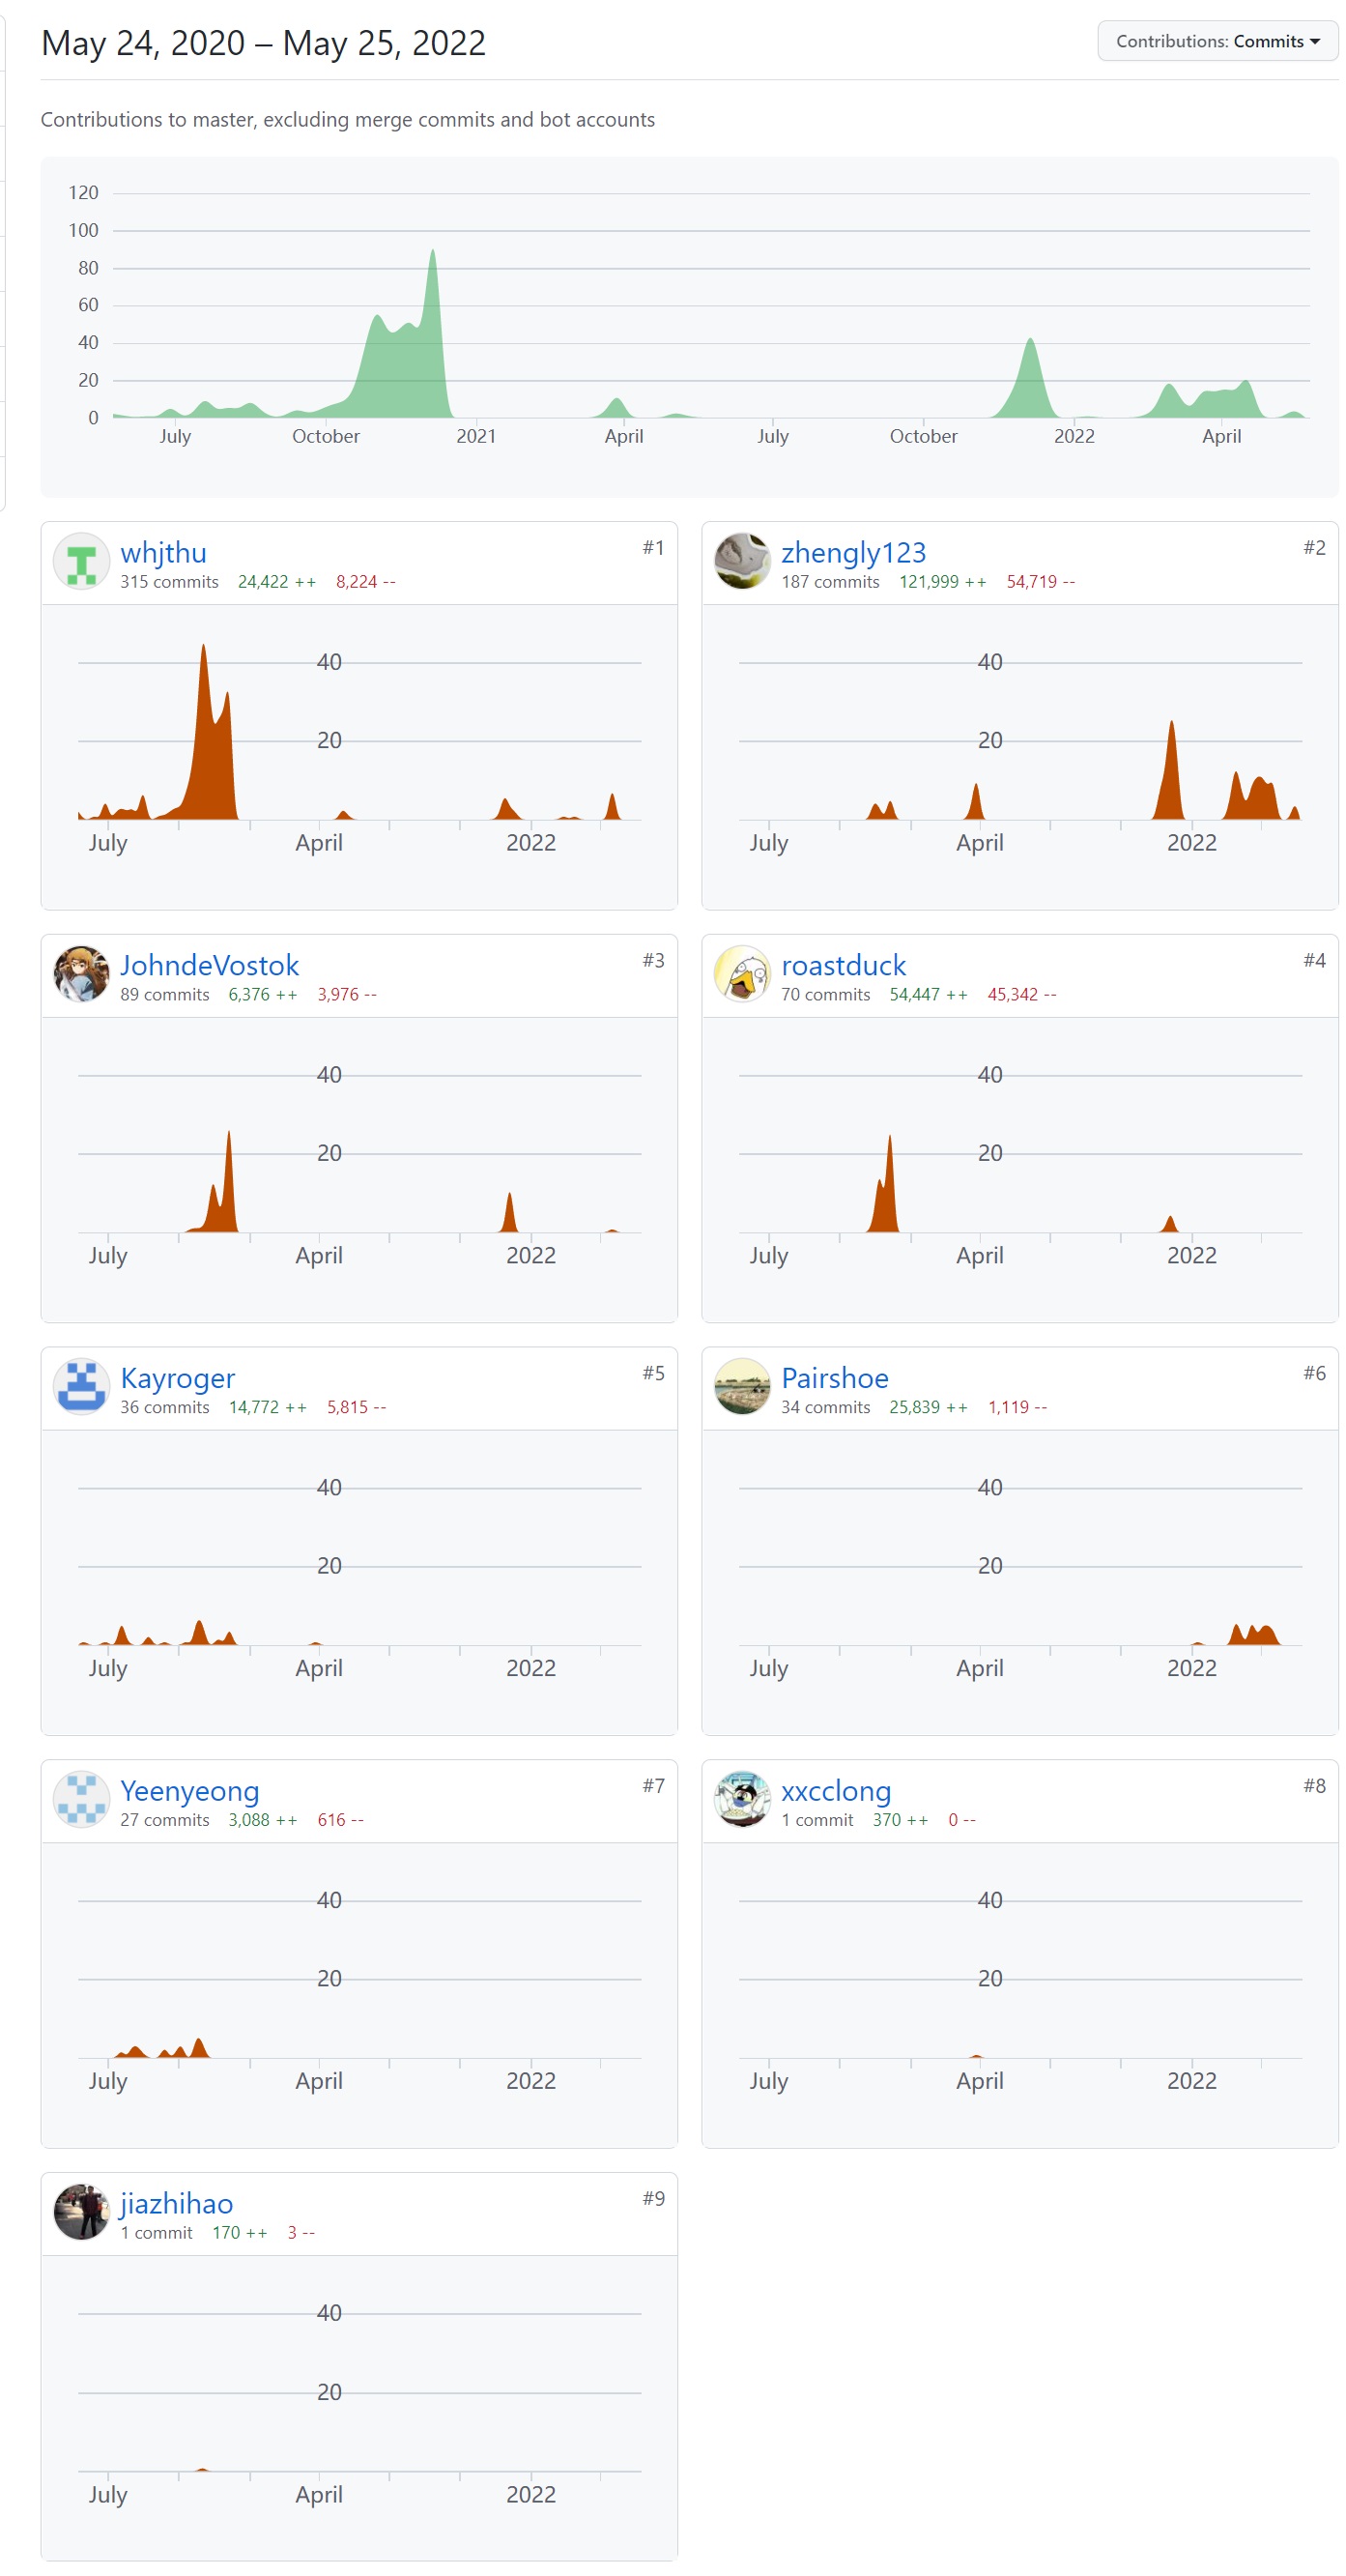 May 24, 2020 – May 25, 2022
Contributions: Commits
Contributions to master, excluding merge commits and bot accounts
120
100
80
60
40
20
0
July October 2021 April July October 2022 April
whjthu #1
315 commits 24,422 ++ 8,224 --
40
20
July April 2022
zhengly123 #2
187 commits 121,999 ++ 54,719 --
40
20
July April 2022
JohndeVostok #3
89 commits 6,376 ++ 3,976 --
40
20
July April 2022
roastduck #4
70 commits 54,447 ++ 45,342 --
40
20
July April 2022
Kayroger #5
36 commits 14,772 ++ 5,815 --
40
20
July April 2022
Pairshoe #6
34 commits 25,839 ++ 1,119 --
40
20
July April 2022
Yeenyeong #7
27 commits 3,088 ++ 616 --
40
20
July April 2022
xxcclong #8
1 commit 370 ++ 0 --
40
20
July April 2022
jiazhihao #9
1 commit 170 ++ 3 --
40
20
July April 2022